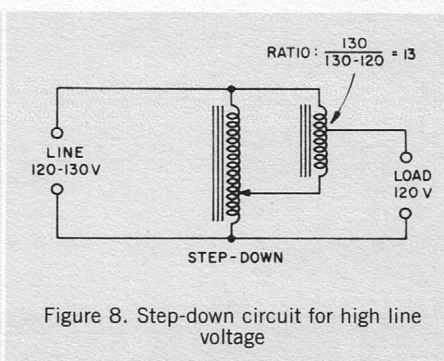 RATIO: 130 / 130-120 = 13
LINE
120-130 V
LOAD
120 V
STEP-DOWN
Figure 8. Step-down circuit for high line
voltage